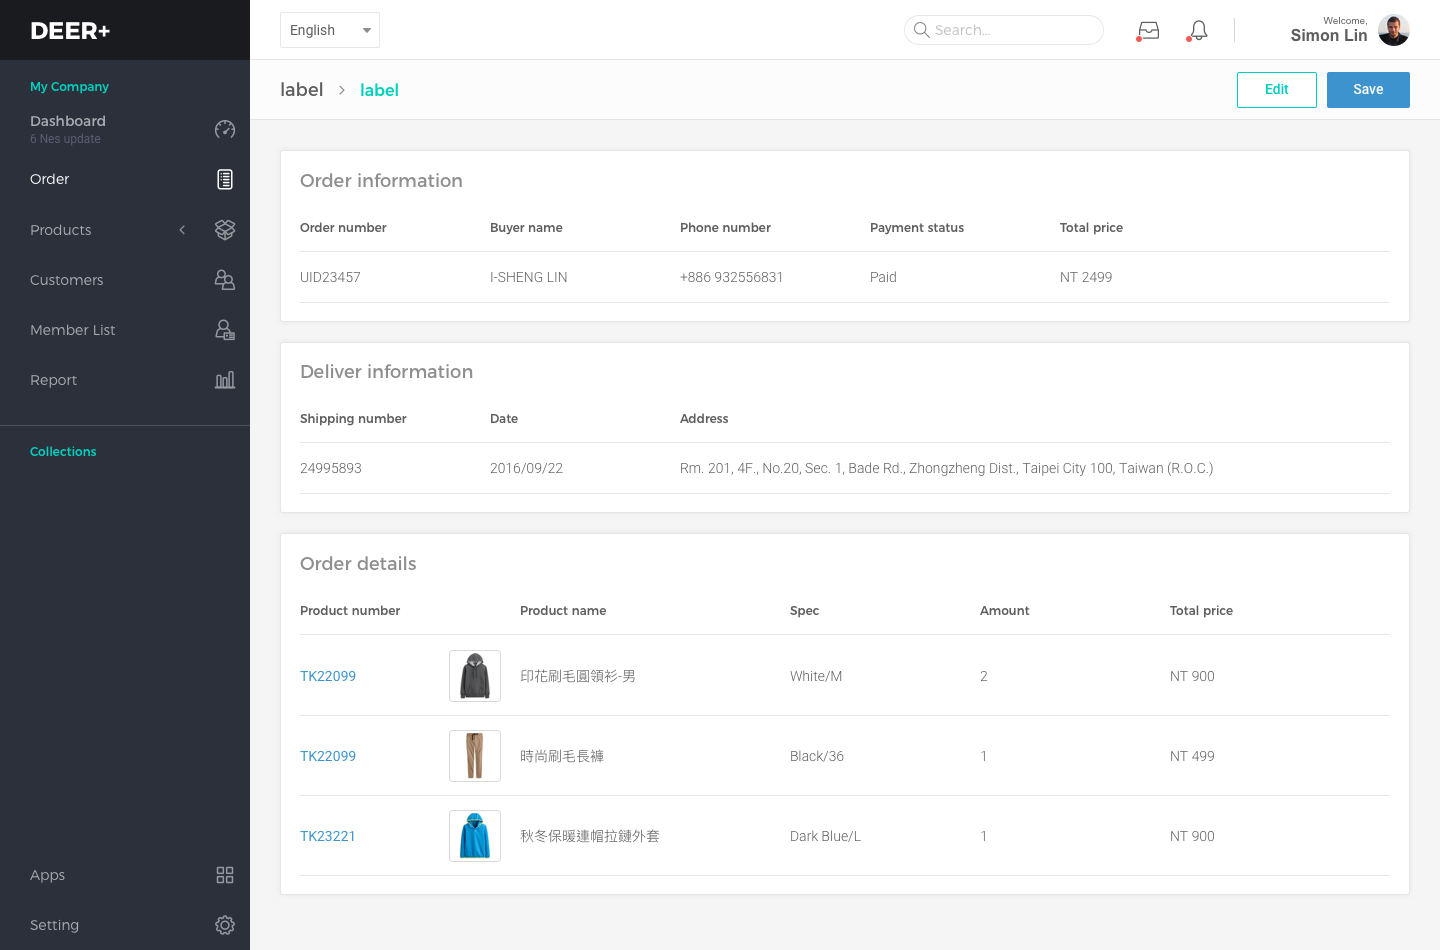 DEER+
English
Search...
Welcome,
Simon Lin
My Company
Dashboard
6 Nes update
Order
Products
Customers
Member List
Report
Collections
Apps
Setting
label > label
Edit
Save
Order information
Order number Buyer name Phone number Payment status Total price
UID23457 I-SHENG LIN +886 932556831 Paid NT 2499
Deliver information
Shipping number Date Address
24995893 2016/09/22 Rm. 201, 4F., No.20, Sec. 1, Bade Rd., Zhongzheng Dist., Taipei City 100, Taiwan (R.O.C.)
Order details
Product number Product name Spec Amount Total price
TK22099 印花刷毛圓領衫-男 White/M 2 NT 900
TK22099 時尚刷毛長褲 Black/36 1 NT 499
TK23221 秋冬保暖連帽拉鏈外套 Dark Blue/L 1 NT 900